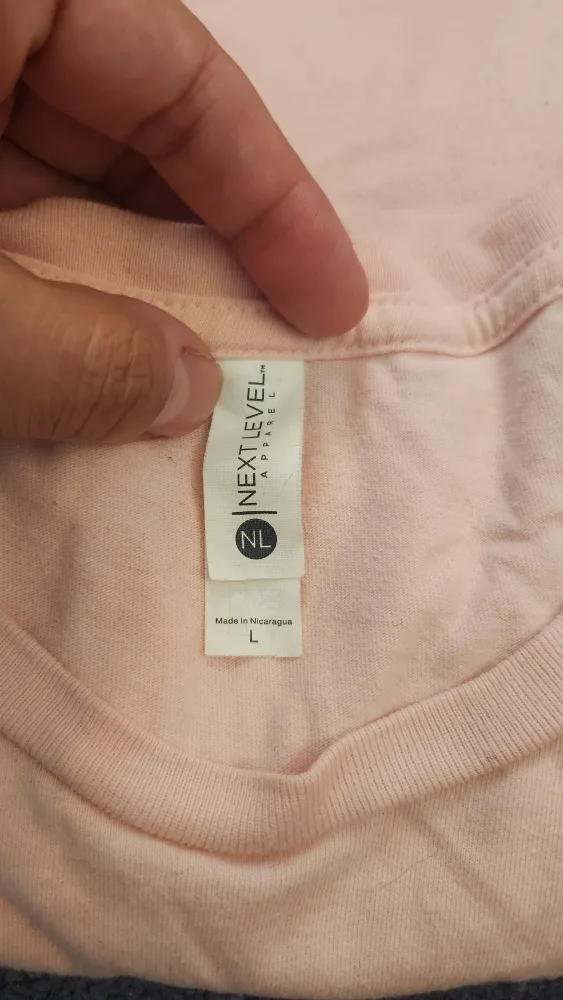 NEXT LEVEL™
APPAREL
NL
Made in Nicaragua
L